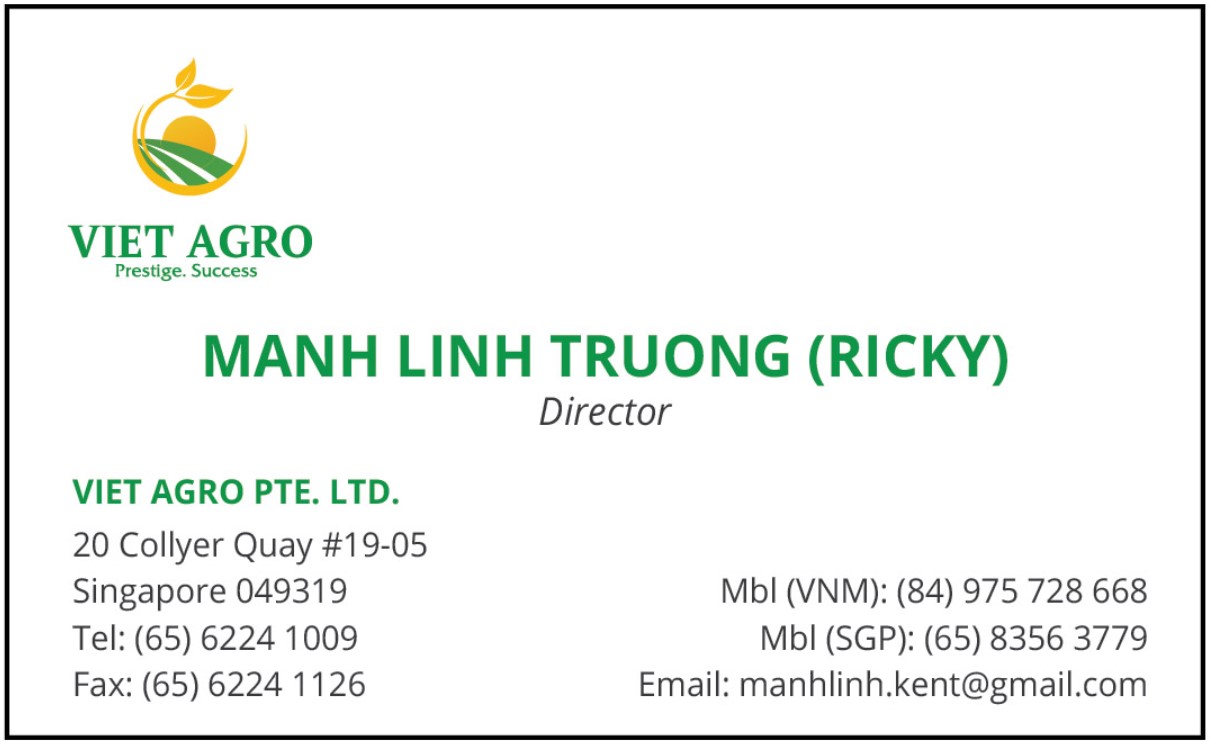 VIET AGRO
Prestige. Success
MANH LINH TRUONG (RICKY)
Director
VIET AGRO PTE. LTD.
20 Collyer Quay #19-05
Singapore 049319
Tel: (65) 6224 1009
Fax: (65) 6224 1126
Mbl (VNM): (84) 975 728 668
Mbl (SGP): (65) 8356 3779
Email: manhlinh.kent@gmail.com